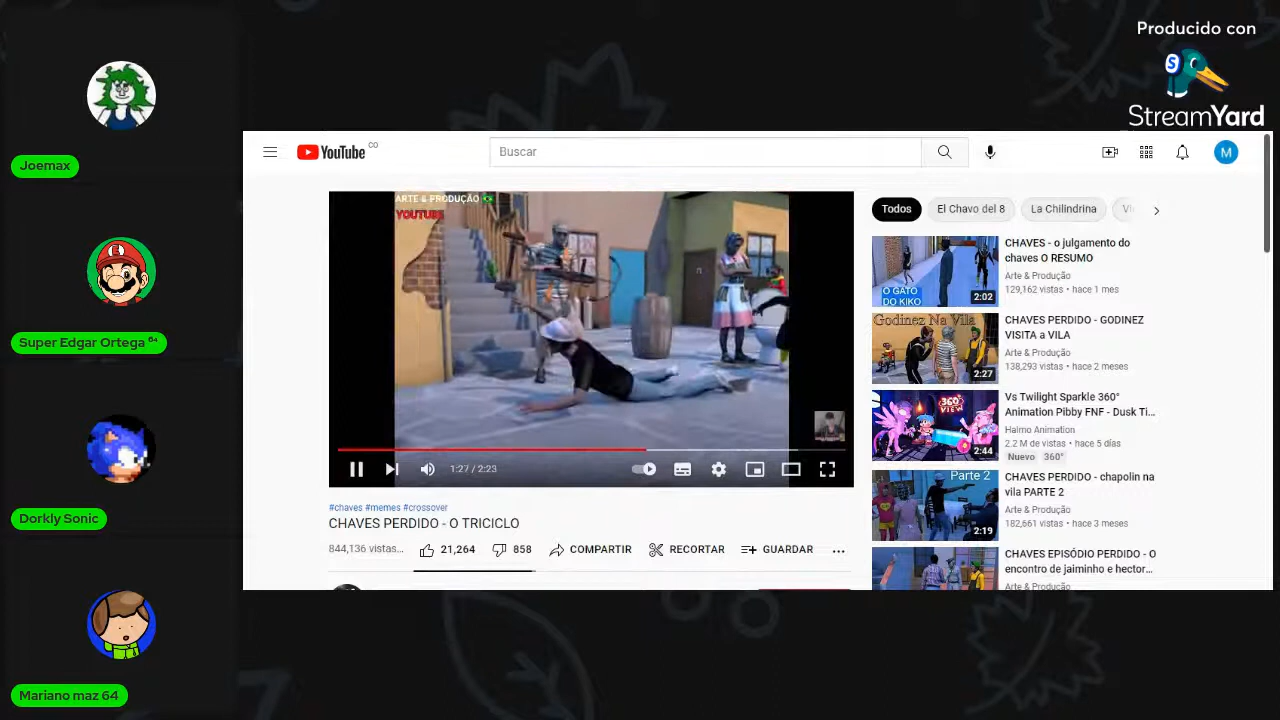 Producido con
StreamYard
Joemax
Super Edgar Ortega ⁶⁴
Dorkly Sonic
Mariano maz 64
YouTube CO
Buscar
M
ARTE & PRODUÇÃO
YOUTUBE
1:27 / 2:23
#chaves #memes #crossover
CHAVES PERDIDO - O TRICICLO
844,136 vistas...
21,264
858
COMPARTIR
RECORTAR
GUARDAR
Todos
El Chavo del 8
La Chilindrina
O GATO
DO KIKO
2:02
CHAVES - o julgamento do
chaves O RESUMO
Arte & Produção
129,162 vistas • hace 1 mes
Godinez Na Vila
2:27
CHAVES PERDIDO - GODINEZ
VISITA a VILA
Arte & Produção
138,293 vistas • hace 2 meses
360°
VIEW
2:44
Vs Twilight Sparkle 360°
Animation Pibby FNF - Dusk Ti...
Halmo Animation
2.2 M de vistas • hace 5 días
Nuevo 360°
Parte 2
2:19
CHAVES PERDIDO - chapolin na
vila PARTE 2
Arte & Produção
182,661 vistas • hace 3 meses
CHAVES EPISÓDIO PERDIDO - O
encontro de jaiminho e hector...
Arte & Produção